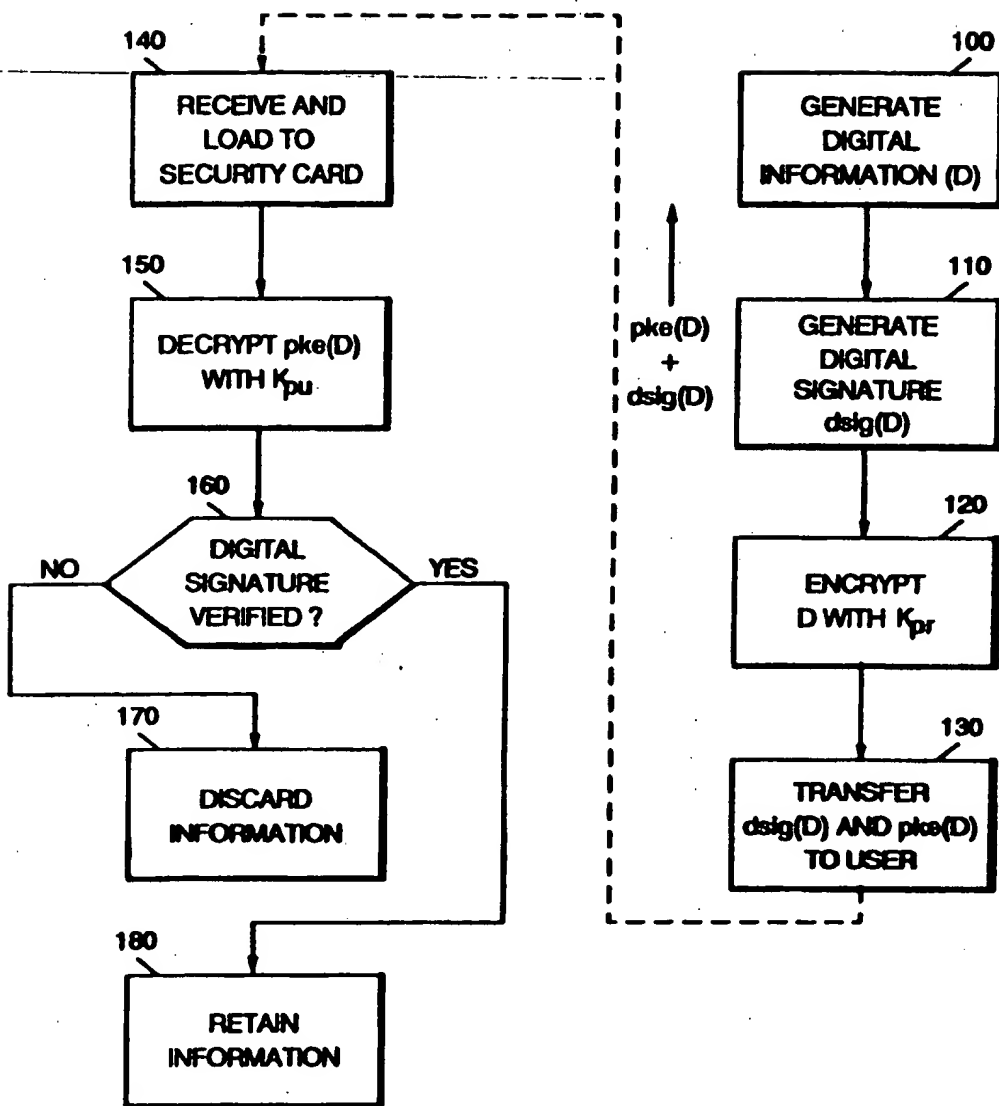 100
GENERATE
DIGITAL
INFORMATION (D)
110
GENERATE
DIGITAL
SIGNATURE
dsig(D)
120
ENCRYPT
D WITH Kpr
130
TRANSFER
dsig(D) AND pke(D)
TO USER
pke(D)
+
dsig(D)
140
RECEIVE AND
LOAD TO
SECURITY CARD
150
DECRYPT pke(D)
WITH Kpu
160
DIGITAL
SIGNATURE
VERIFIED ?
NO
YES
170
DISCARD
INFORMATION
180
RETAIN
INFORMATION